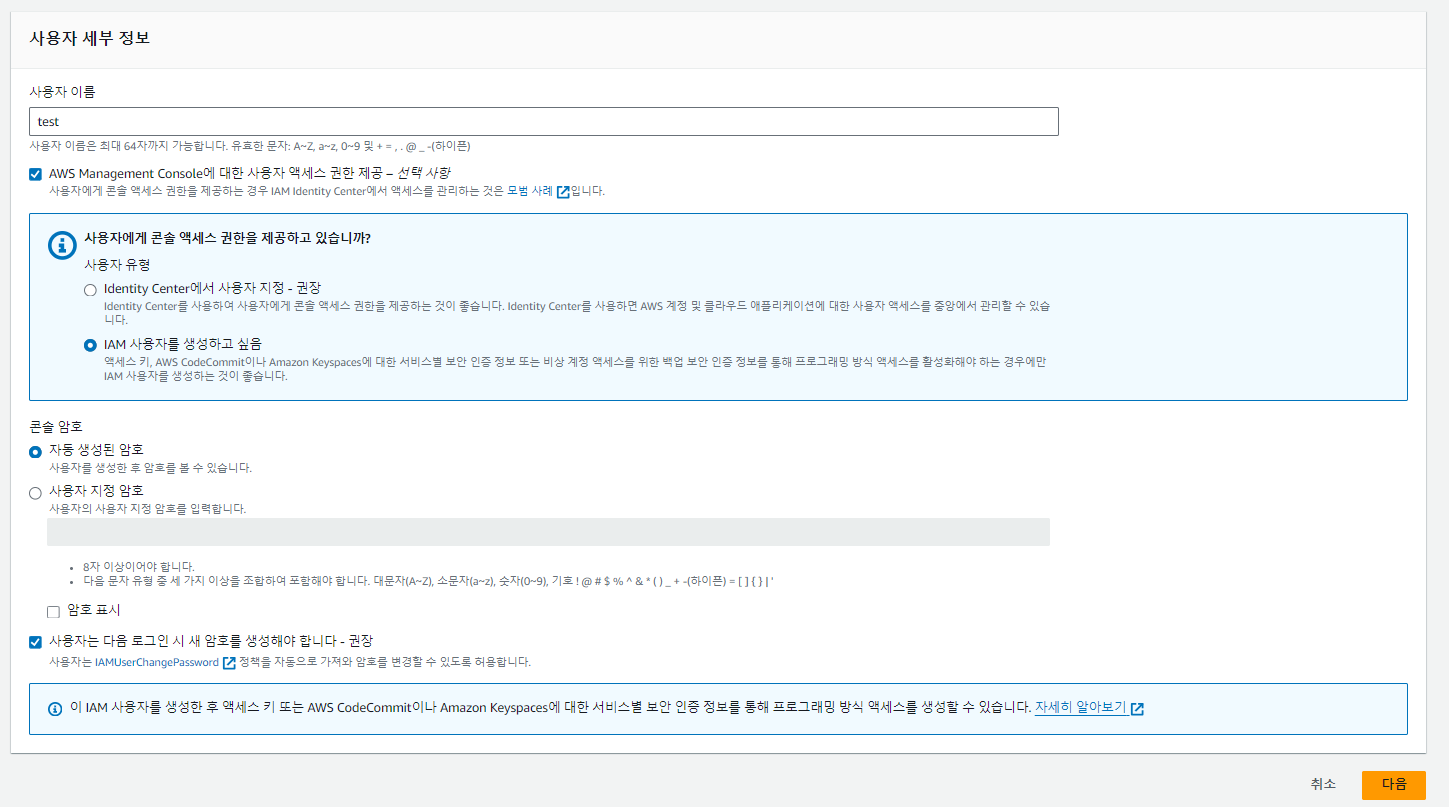 사용자 세부 정보
사용자 이름
test
사용자 이름은 최대 64자까지 가능합니다. 유효한 문자: A~Z, a~z, 0~9 및 + = , . @ _ -(하이픈)
AWS Management Console에 대한 사용자 액세스 권한 제공 – 선택 사항
사용자에게 콘솔 액세스 권한을 제공하는 경우 IAM Identity Center에서 액세스를 관리하는 것은 모범 사례 입니다.
사용자에게 콘솔 액세스 권한을 제공하고 있습니까?
사용자 유형
Identity Center에서 사용자 지정 - 권장
Identity Center를 사용하여 사용자에게 콘솔 액세스 권한을 제공하는 것이 좋습니다. Identity Center를 사용하면 AWS 계정 및 클라우드 애플리케이션에 대한 사용자 액세스를 중앙에서 관리할 수 있습
니다.
IAM 사용자를 생성하고 싶음
액세스 키, AWS CodeCommit이나 Amazon Keyspaces에 대한 서비스별 보안 인증 정보 또는 비상 계정 액세스를 위한 백업 보안 인증 정보를 통해 프로그래밍 방식 액세스를 활성화해야 하는 경우에만
IAM 사용자를 생성하는 것이 좋습니다.
콘솔 암호
자동 생성된 암호
사용자를 생성한 후 암호를 볼 수 있습니다.
사용자 지정 암호
사용자의 사용자 지정 암호를 입력합니다.
• 8자 이상이어야 합니다.
• 다음 문자 유형 중 세 가지 이상을 조합하여 포함해야 합니다. 대문자(A~Z), 소문자(a~z), 숫자(0~9), 기호 ! @ # $ % ^ & * ( ) _ + -(하이픈) = [ ] { } | '
암호 표시
사용자는 다음 로그인 시 새 암호를 생성해야 합니다 - 권장
사용자는 IAMUserChangePassword 정책을 자동으로 가져와 암호를 변경할 수 있도록 허용합니다.
이 IAM 사용자를 생성한 후 액세스 키 또는 AWS CodeCommit이나 Amazon Keyspaces에 대한 서비스별 보안 인증 정보를 통해 프로그래밍 방식 액세스를 생성할 수 있습니다. 자세히 알아보기
취소
다음